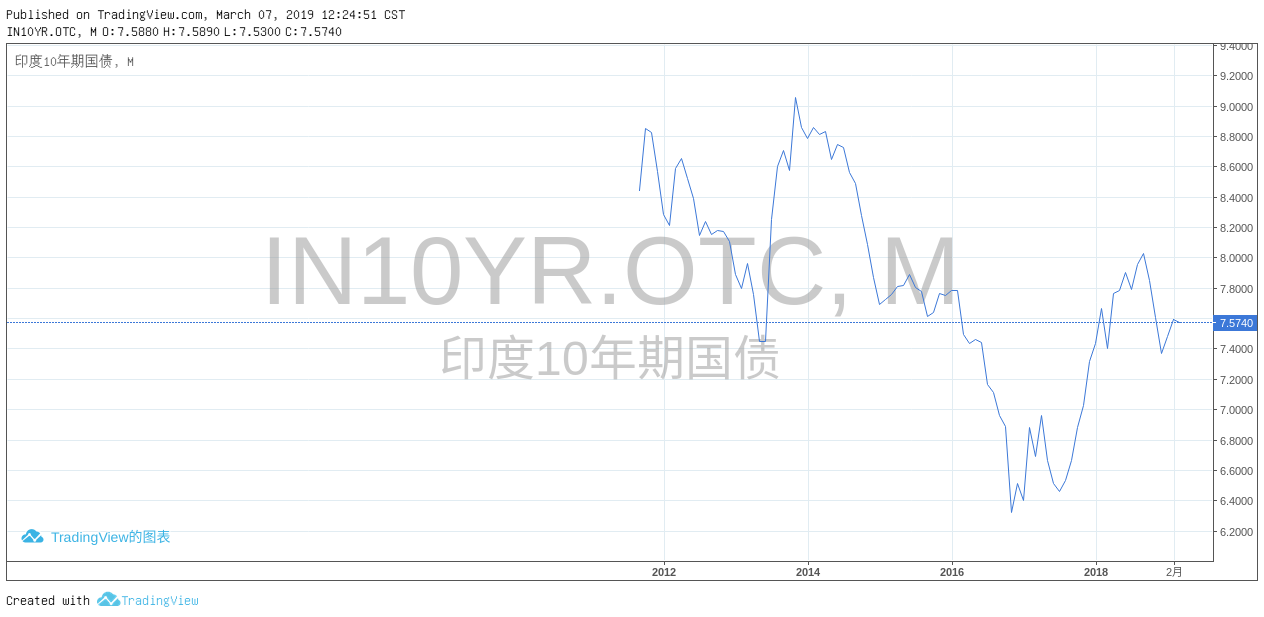 Published on TradingView.com, March 07, 2019 12:24:51 CST
IN10YR.OTC, M O:7.5880 H:7.5890 L:7.5300 C:7.5740
印度10年期国债, M
9.4000
9.2000
9.0000
8.8000
8.6000
8.4000
8.2000
8.0000
7.8000
7.5740
7.4000
7.2000
7.0000
6.8000
6.6000
6.4000
6.2000
IN10YR.OTC, M
印度10年期国债
TradingView的图表
2012 2014 2016 2018 2月
Created with TradingView